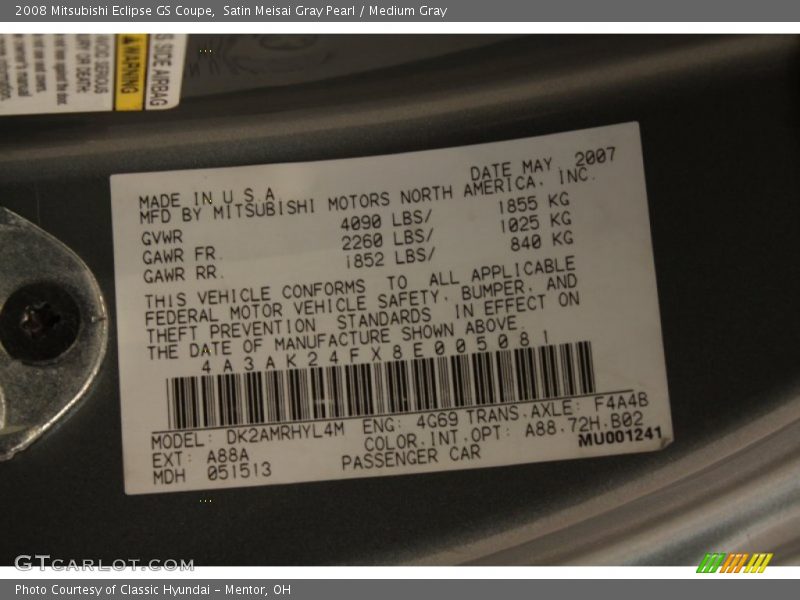 2008 Mitsubishi Eclipse GS Coupe, Satin Meisai Gray Pearl / Medium Gray
WARNING
S SIDE AIRBAG
DATE MAY 2007
MADE IN U.S.A
MFD BY MITSUBISHI MOTORS NORTH AMERICA, INC.
GVWR 4090 LBS/ 1855 KG
GAWR FR. 2260 LBS/ 1025 KG
GAWR RR. 1852 LBS/ 840 KG
THIS VEHICLE CONFORMS TO ALL APPLICABLE
FEDERAL MOTOR VEHICLE SAFETY, BUMPER, AND
THEFT PREVENTION STANDARDS IN EFFECT ON
THE DATE OF MANUFACTURE SHOWN ABOVE.
4A3AK24FX8E005081
MODEL: DK2AMRHYL4M ENG: 4G69 TRANS.AXLE: F4A4B
EXT: A88A COLOR.INT.OPT: A88.72H.B02
MDH 051513 PASSENGER CAR MU001241
GTCARLOT.COM
Photo Courtesy of Classic Hyundai - Mentor, OH